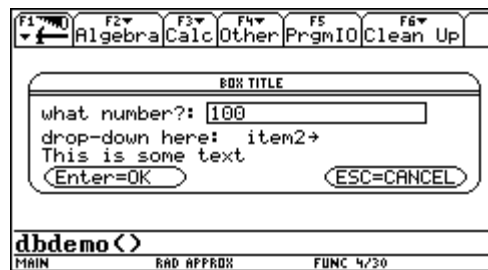 F1 F2 F3 F4 F5 F6
Algebra Calc Other PrgmIO Clean Up
BOX TITLE
what number?: 100
drop-down here: item2→
This is some text
Enter=OK ESC=CANCEL
dbdemo()
MAIN RAD APPROX FUNC 4/30